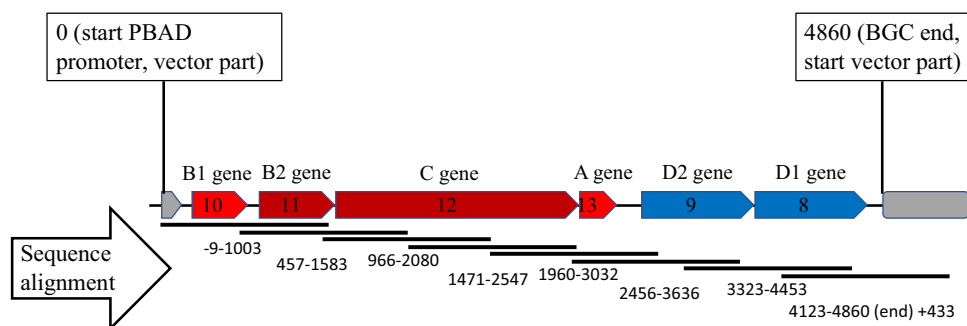 0 (start PBAD
promoter, vector part)
4860 (BGC end,
start vector part)
B1 gene
B2 gene
C gene
A gene
D2 gene
D1 gene
10
11
12
13
9
8
Sequence
alignment
-9-1003
457-1583
966-2080
1471-2547
1960-3032
2456-3636
3323-4453
4123-4860 (end) +433